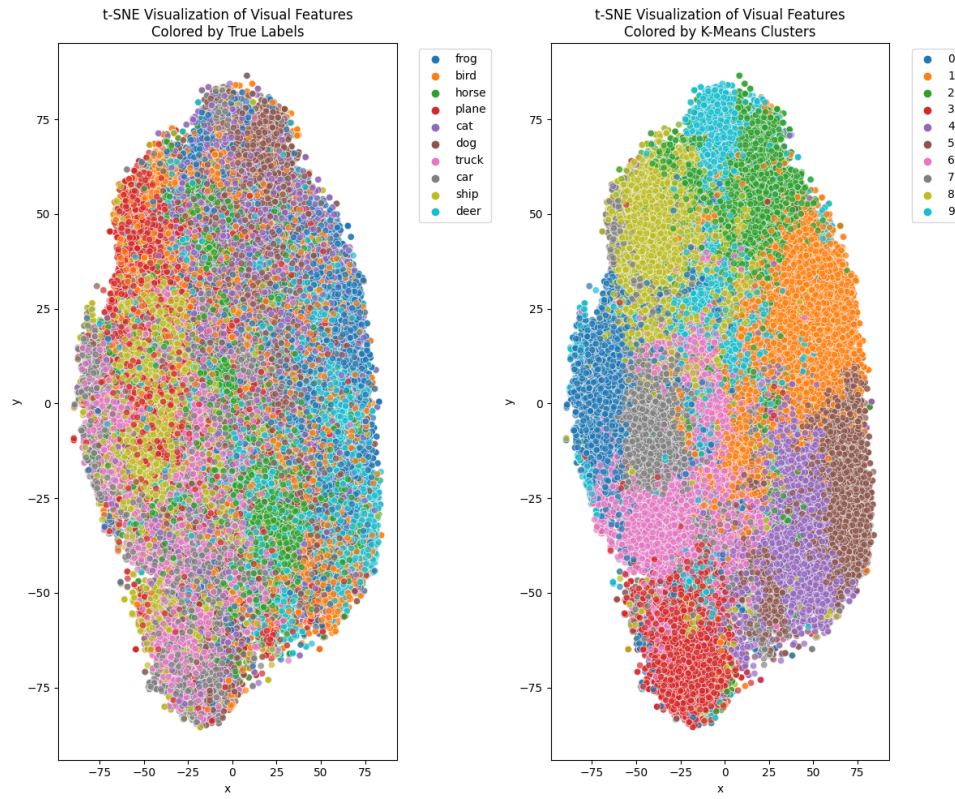 t-SNE Visualization of Visual Features
Colored by True Labels
75
50
25
0
−25
−50
−75
y
−75
−50
−25
0
25
50
75
x
frog
bird
horse
plane
cat
dog
truck
car
ship
deer
t-SNE Visualization of Visual Features
Colored by K-Means Clusters
75
50
25
0
−25
−50
−75
y
−75
−50
−25
0
25
50
75
x
0
1
2
3
4
5
6
7
8
9